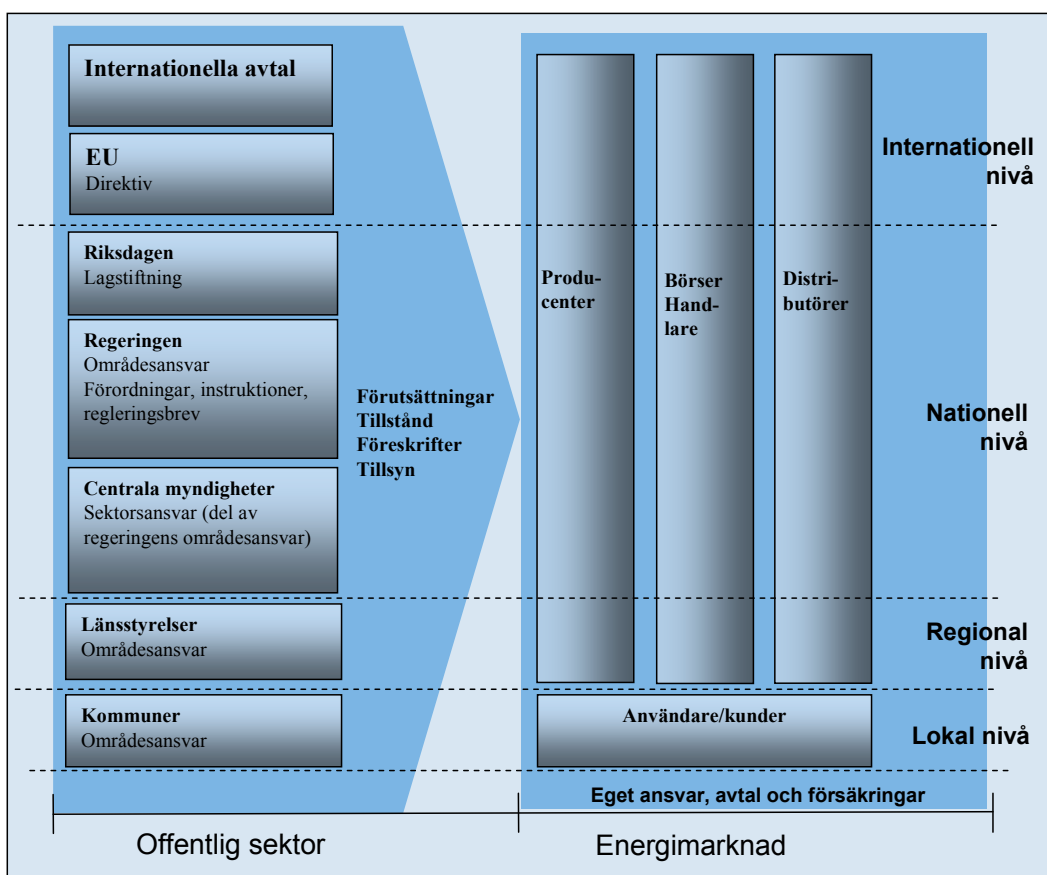 Internationella avtal
EU
Direktiv
Riksdagen
Lagstiftning
Regeringen
Områdesansvar
Förordningar, instruktioner,
regleringsbrev
Centrala myndigheter
Sektorsansvar (del av
regeringens områdesansvar)
Länsstyrelser
Områdesansvar
Kommuner
Områdesansvar
Förutsättningar
Tillstånd
Föreskrifter
Tillsyn
Produ-
center
Börser
Hand-
lare
Distri-
butörer
Användare/kunder
Eget ansvar, avtal och försäkringar
Internationell
nivå
Nationell
nivå
Regional
nivå
Lokal nivå
Offentlig sektor
Energimarknad